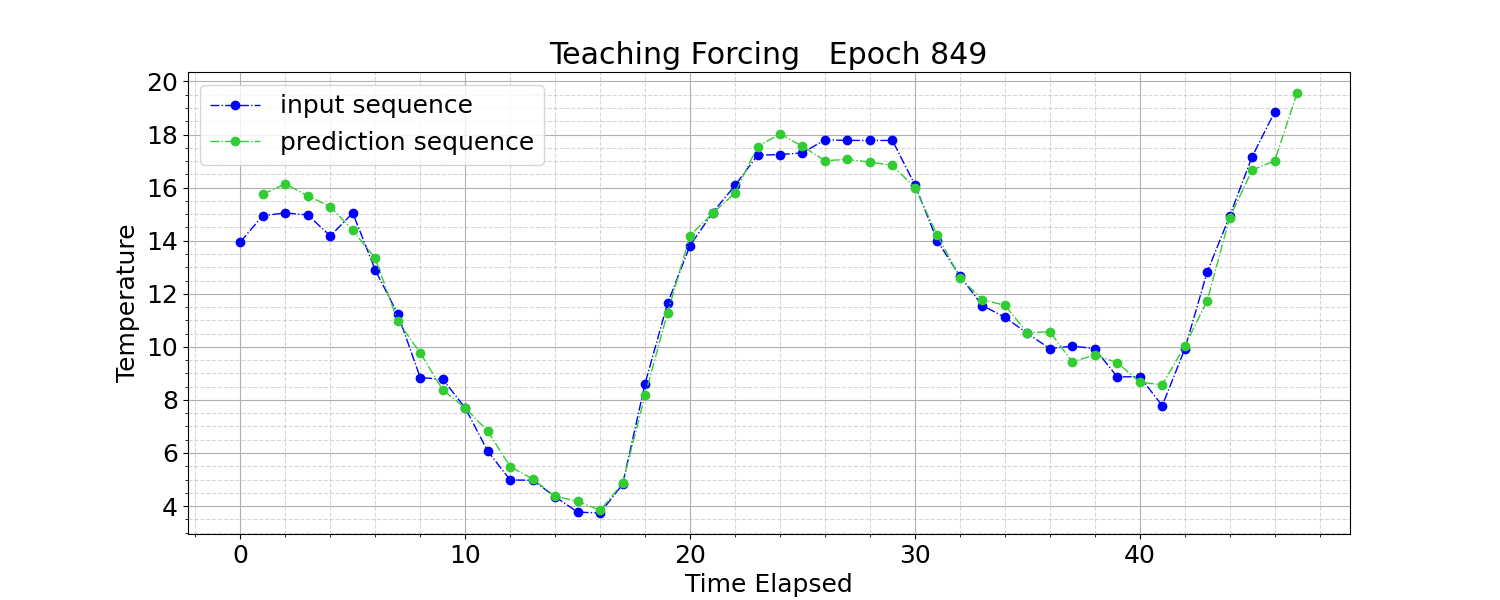 Teaching Forcing   Epoch 849
20
18
16
14
12
10
8
6
4
Temperature
input sequence
prediction sequence
0 10 20 30 40
Time Elapsed